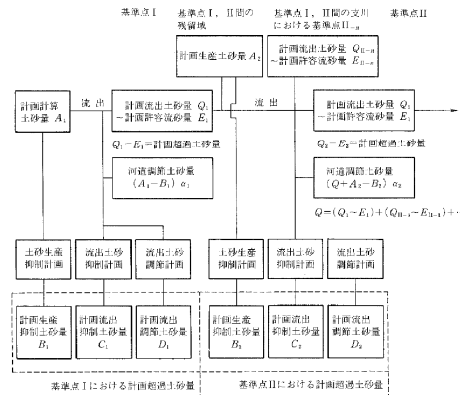 基準点Ⅰ
基準点Ⅰ，Ⅱ間の
残留域
基準点Ⅰ，Ⅱ間の支川
における基準点Ⅱ₋ₙ
基準点Ⅱ
計画生産土砂量 A₂
計画流出土砂量 Q_{Ⅱ-n}
～計画許容流砂量 E_{Ⅱ-n}
計画計算
土砂量 A₁
流出
計画流出土砂量 Q₁
～計画許容流砂量 E₁
流出
計画流出土砂量 Q₁
～計画許容流砂量 E₁
Q₁－E₁＝計画超過土砂量
Q₂－E₂＝計画超過土砂量
河道調節土砂量
(A₁－B₁) α₁
河道調節土砂量
(Q＋A₂－B₂) α₂
Q＝(Q₁～E₁)＋(Q_{Ⅱ-n}～E_{Ⅱ-n})＋
土砂生産
抑制計画
流出土砂
抑制計画
流出土砂
調節計画
土砂生産
抑制計画
流出土砂
抑制計画
流出土砂
調節計画
計画生産
抑制土砂量
B₁
計画流出
抑制土砂量
C₁
計画流出
調節土砂量
D₁
計画生産
抑制土砂量
計画流出
抑制土砂量
C₂
計画流出
調節土砂量
D₂
基準点Ⅰにおける計画超過土砂量
基準点Ⅱにおける計画超過土砂量